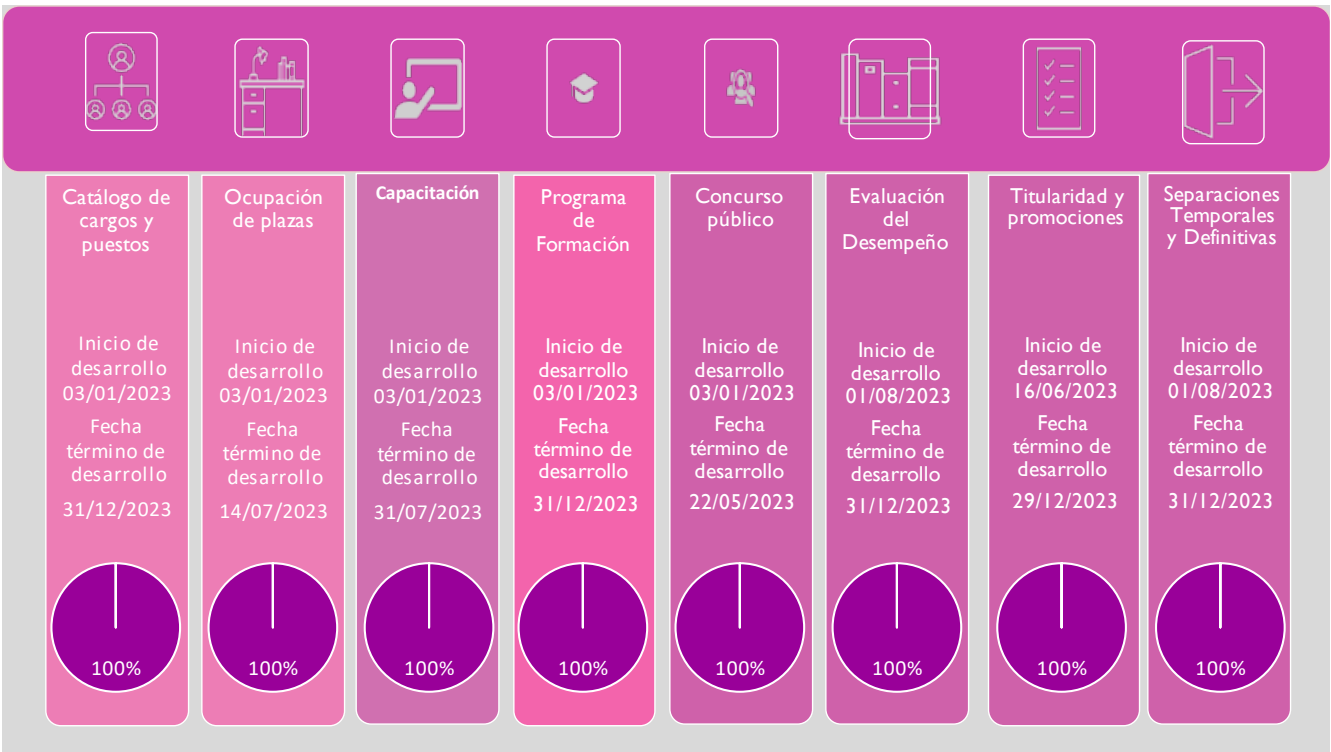 Catálogo de
cargos y
puestos
Inicio de
desarrollo
03/01/2023
Fecha
término de
desarrollo
31/12/2023
100%
Ocupación
de plazas
Inicio de
desarrollo
03/01/2023
Fecha
término de
desarrollo
14/07/2023
100%
Capacitación
Inicio de
desarrollo
03/01/2023
Fecha
término de
desarrollo
31/07/2023
100%
Programa
de
Formación
Inicio de
desarrollo
03/01/2023
Fecha
término de
desarrollo
31/12/2023
100%
Concurso
público
Inicio de
desarrollo
03/01/2023
Fecha
término de
desarrollo
22/05/2023
100%
Evaluación
del
Desempeño
Inicio de
desarrollo
01/08/2023
Fecha
término de
desarrollo
31/12/2023
100%
Titularidad y
promociones
Inicio de
desarrollo
16/06/2023
Fecha
término de
desarrollo
29/12/2023
100%
Separaciones
Temporales
y Definitivas
Inicio de
desarrollo
01/08/2023
Fecha
término de
desarrollo
31/12/2023
100%